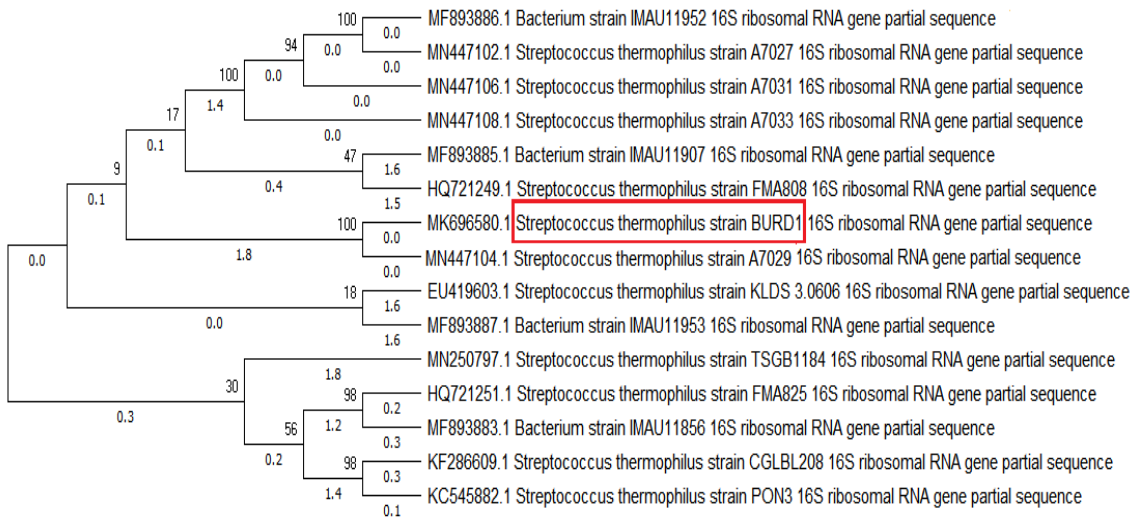 100 MF893886.1 Bacterium strain IMAU11952 16S ribosomal RNA gene partial sequence
0.0
94 0.0 MN447102.1 Streptococcus thermophilus strain A7027 16S ribosomal RNA gene partial sequence
0.0
100 0.0 MN447106.1 Streptococcus thermophilus strain A7031 16S ribosomal RNA gene partial sequence
0.0
17 1.4 MN447108.1 Streptococcus thermophilus strain A7033 16S ribosomal RNA gene partial sequence
0.0
0.1 47 MF893885.1 Bacterium strain IMAU11907 16S ribosomal RNA gene partial sequence
9 1.6
0.4 HQ721249.1 Streptococcus thermophilus strain FMA808 16S ribosomal RNA gene partial sequence
0.1 1.5
100 MK696580.1 Streptococcus thermophilus strain BURD1 16S ribosomal RNA gene partial sequence
0.0
0.0 1.8 MN447104.1 Streptococcus thermophilus strain A7029 16S ribosomal RNA gene partial sequence
0.0
18 EU419603.1 Streptococcus thermophilus strain KLDS 3.0606 16S ribosomal RNA gene partial sequence
1.6
0.0 MF893887.1 Bacterium strain IMAU11953 16S ribosomal RNA gene partial sequence
1.6
MN250797.1 Streptococcus thermophilus strain TSGB1184 16S ribosomal RNA gene partial sequence
30 1.8
98 HQ721251.1 Streptococcus thermophilus strain FMA825 16S ribosomal RNA gene partial sequence
0.3 0.2
56 1.2 MF893883.1 Bacterium strain IMAU11856 16S ribosomal RNA gene partial sequence
0.3
0.2 98 KF286609.1 Streptococcus thermophilus strain CGLBL208 16S ribosomal RNA gene partial sequence
0.3
1.4 KC545882.1 Streptococcus thermophilus strain PON3 16S ribosomal RNA gene partial sequence
0.1